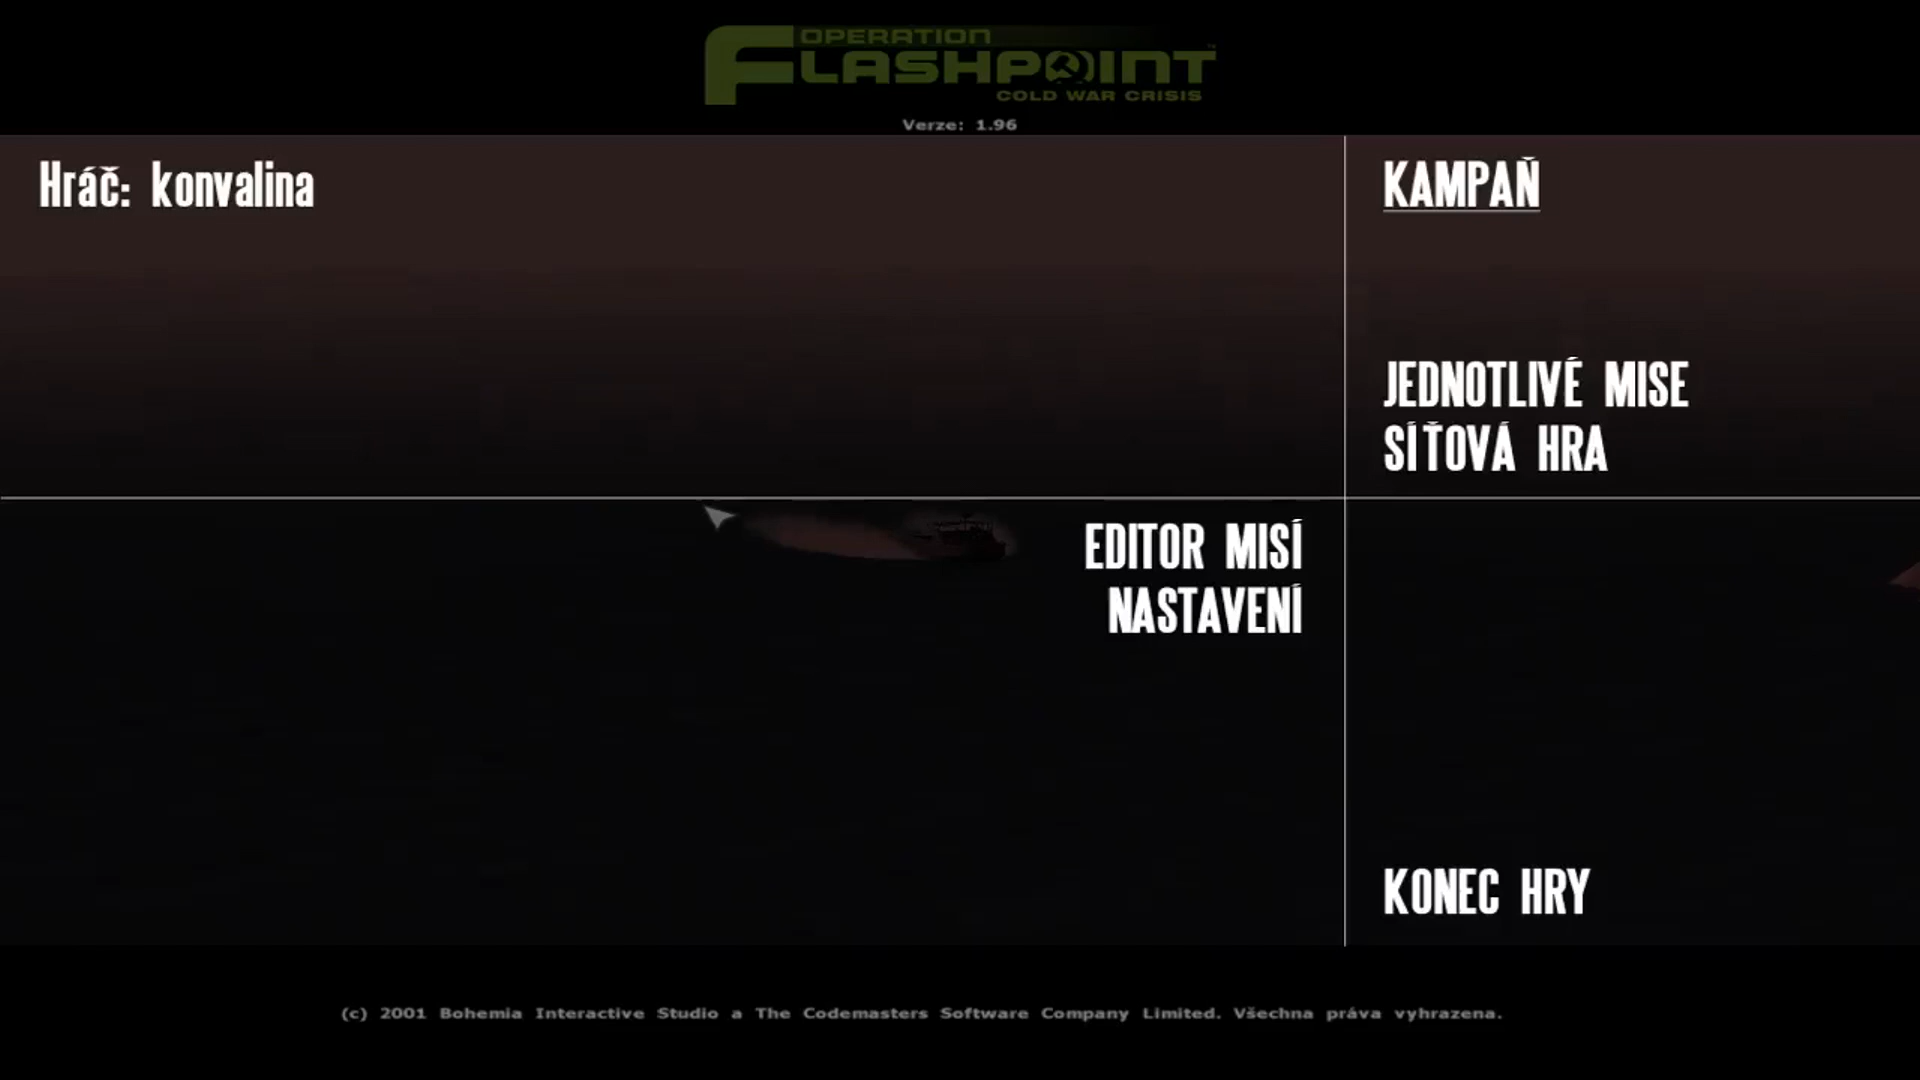 OPERATION
FLASHPOINT™
COLD WAR CRISIS
Verze: 1.96
Hráč: konvalina
KAMPAŇ
JEDNOTLIVÉ MISE
SÍŤOVÁ HRA
EDITOR MISÍ
NASTAVENÍ
KONEC HRY
(c) 2001 Bohemia Interactive Studio a The Codemasters Software Company Limited. Všechna práva vyhrazena.